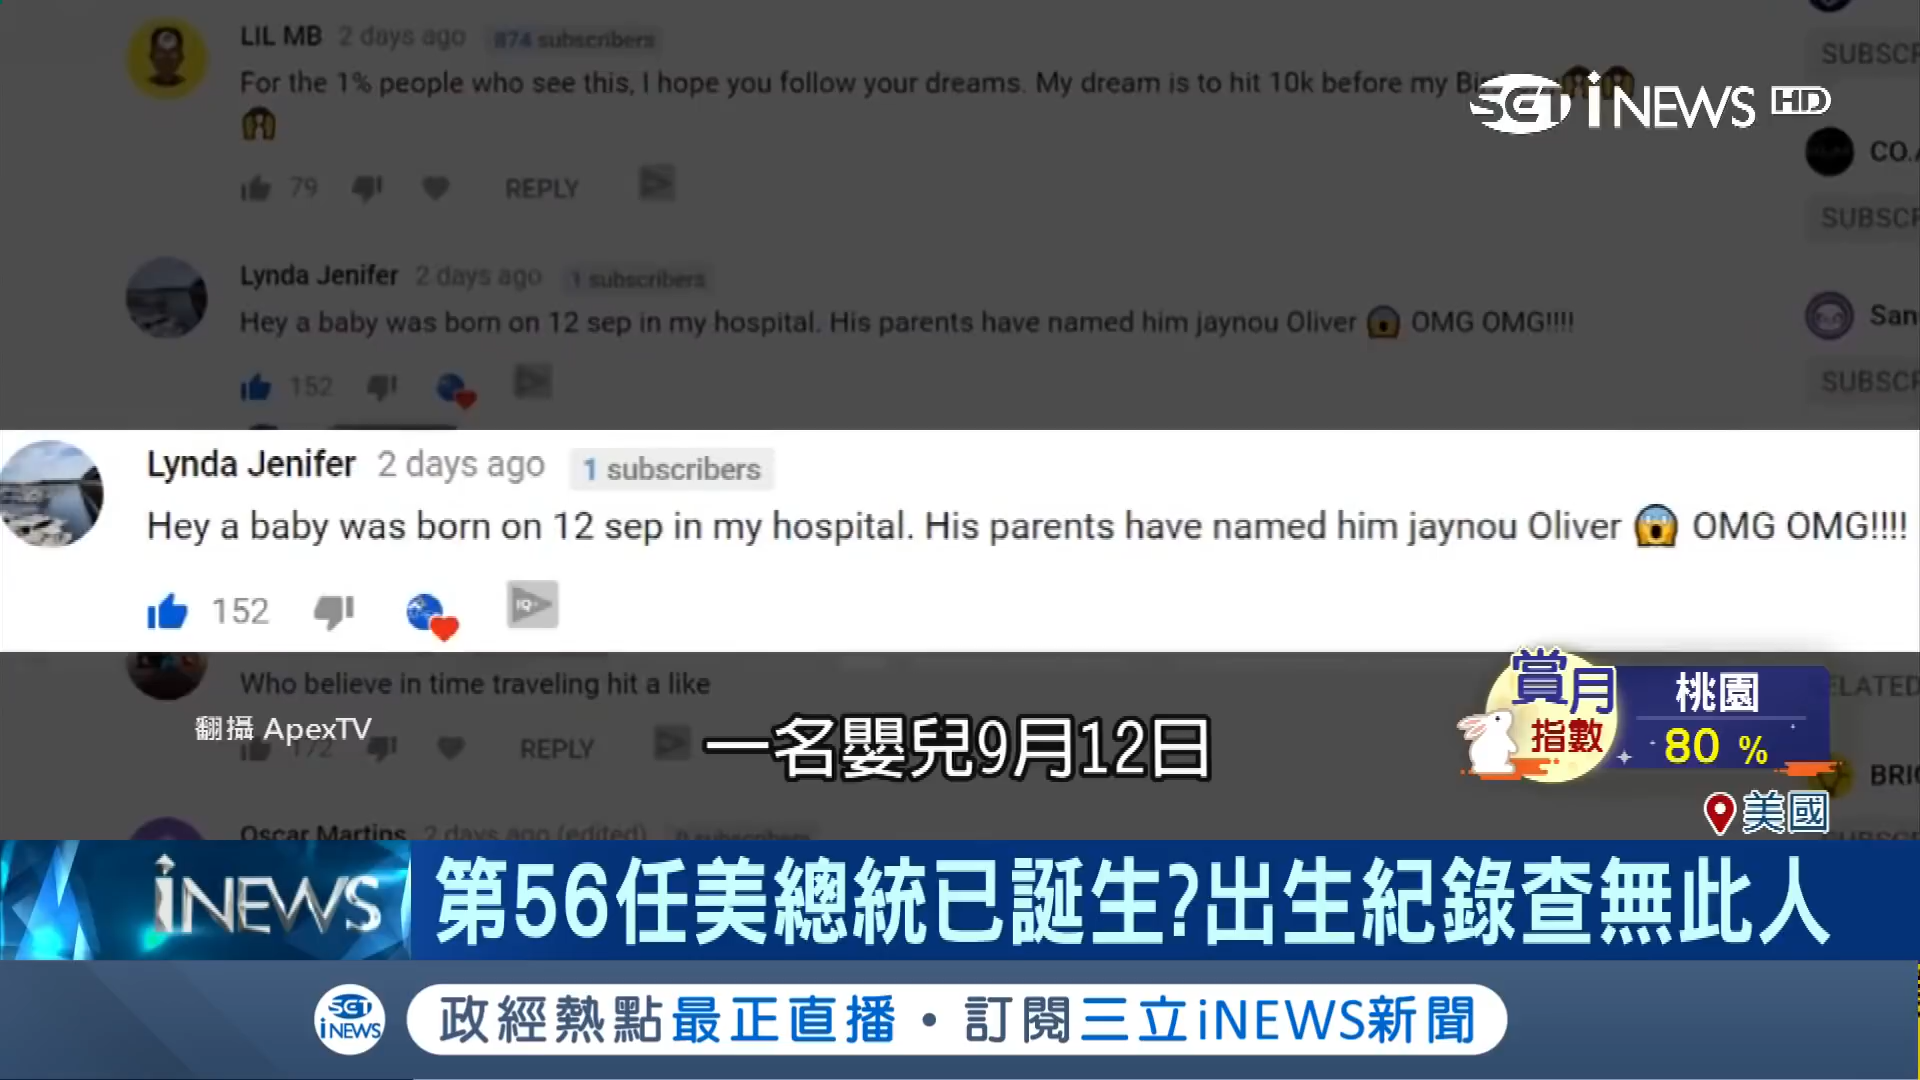 LIL MB 2 days ago 874 subscribers
For the 1% people who see this, I hope you follow your dreams. My dream is to hit 10k before my
79 REPLY
SUBSCR
SET iNEWS HD
CO.
SUBSCR
Lynda Jenifer 2 days ago 1 subscribers
Hey a baby was born on 12 sep in my hospital. His parents have named him jaynou Oliver 😱 OMG OMG!!!!
152
San
SUBSCR
Lynda Jenifer 2 days ago 1 subscribers
Hey a baby was born on 12 sep in my hospital. His parents have named him jaynou Oliver 😱 OMG OMG!!!!
152 IQ
Who believe in time traveling hit a like
172 REPLY
翻攝 ApexTV
一名嬰兒9月12日
賞月指數
桃園
80 %
ELATED
BRI
美國
Oscar Martins 2 days ago (edited) 0 subscribers
iNEWS
第56任美總統已誕生?出生紀錄查無此人
SET iNEWS
政經熱點最正直播・訂閱三立iNEWS新聞